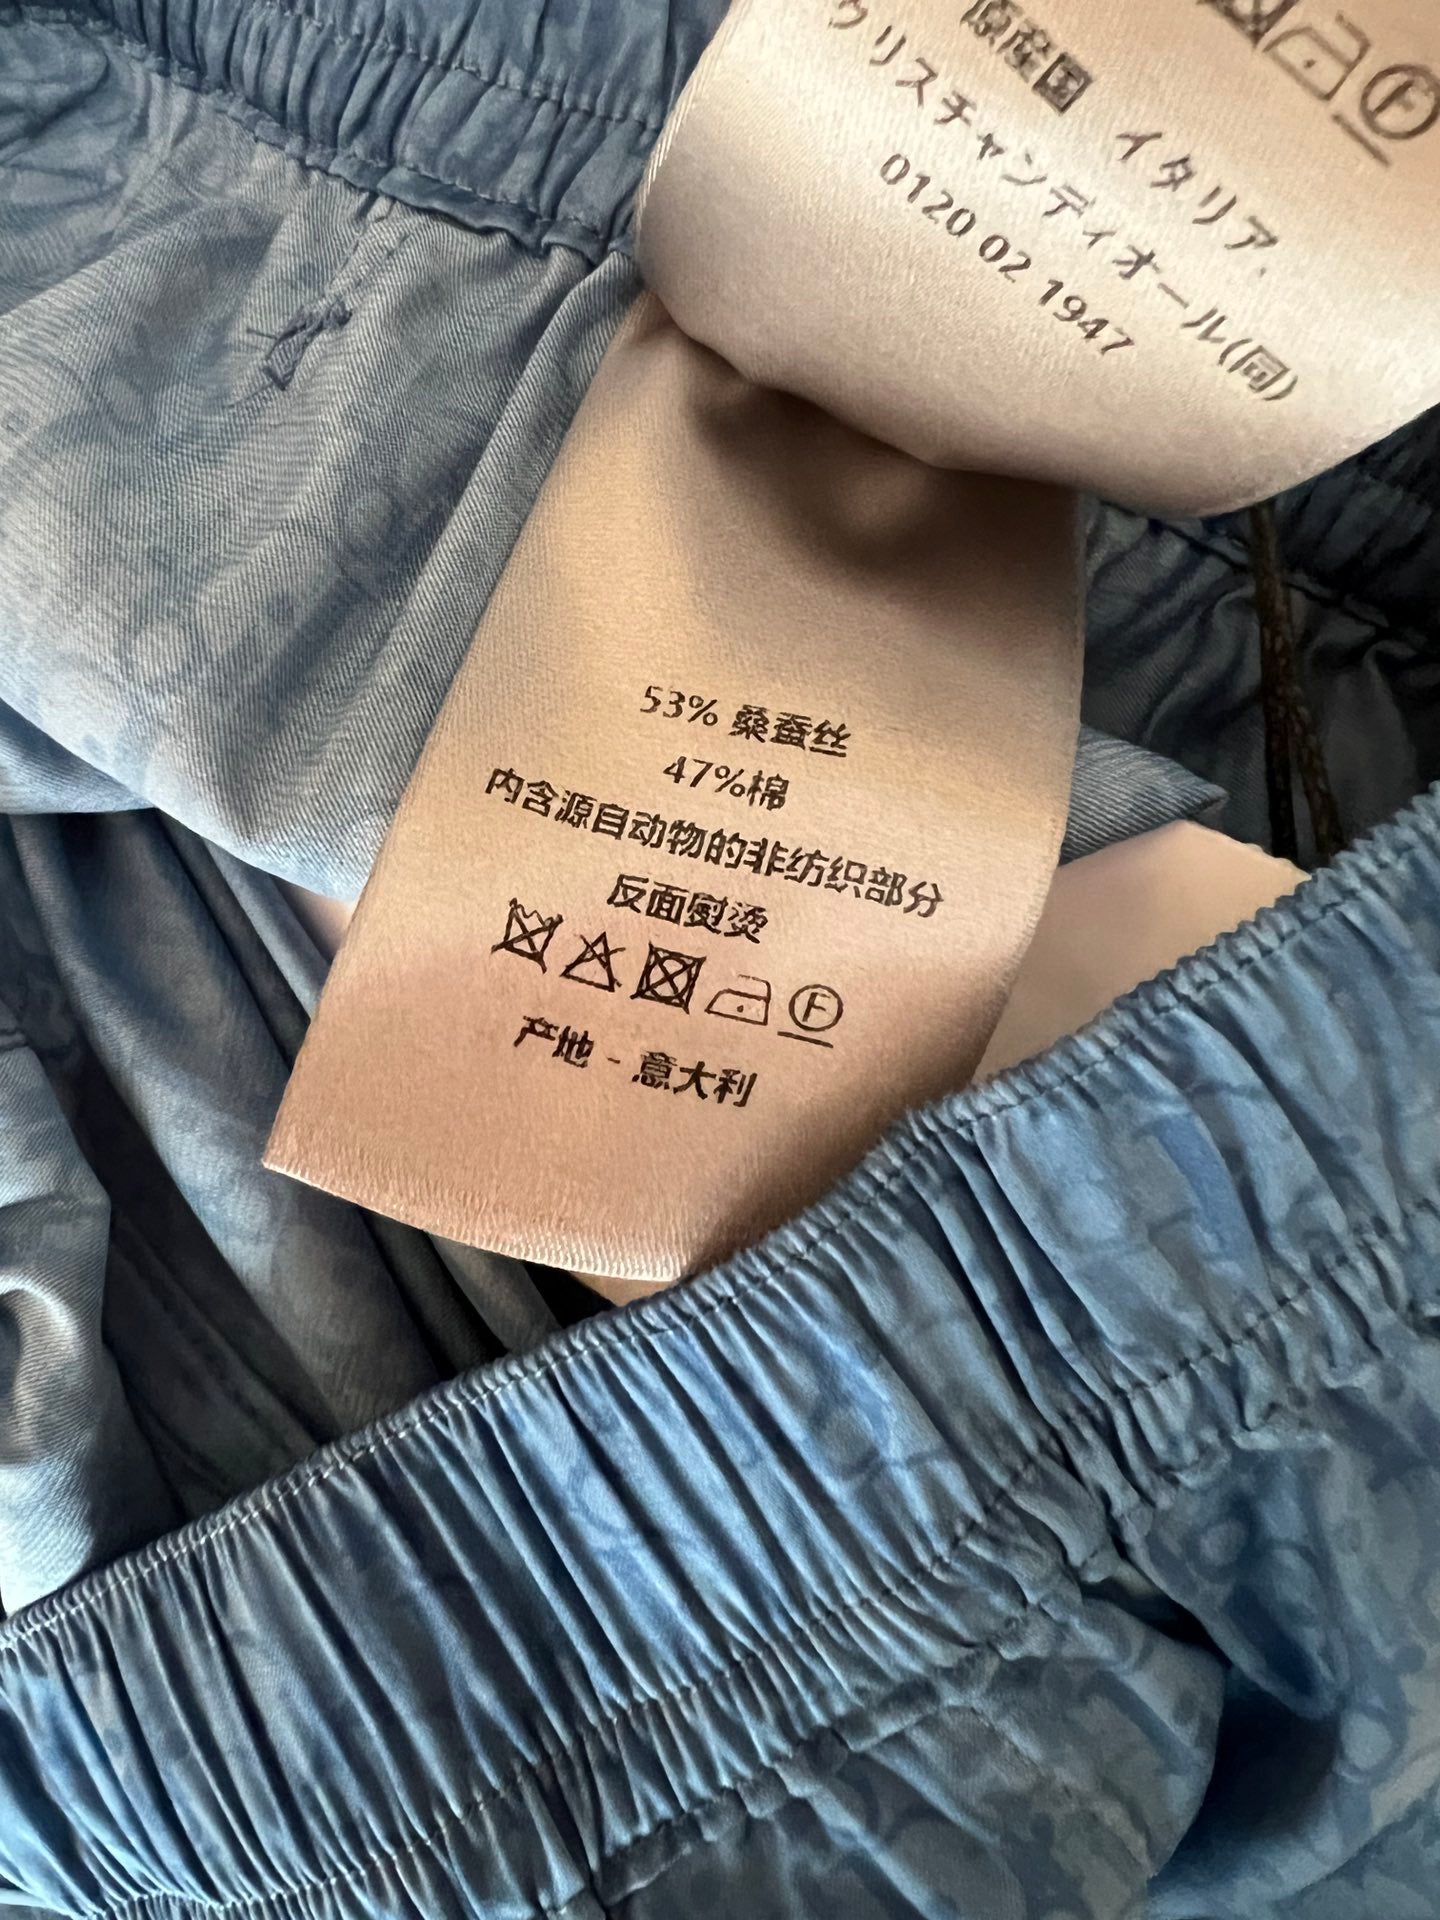 原産国 イタリア.
クリスチャンディオール(同)
0120 02 1947
53% 桑蚕丝
47%棉
内含源自动物的非纺织部分
反面熨烫
F
产地 - 意大利